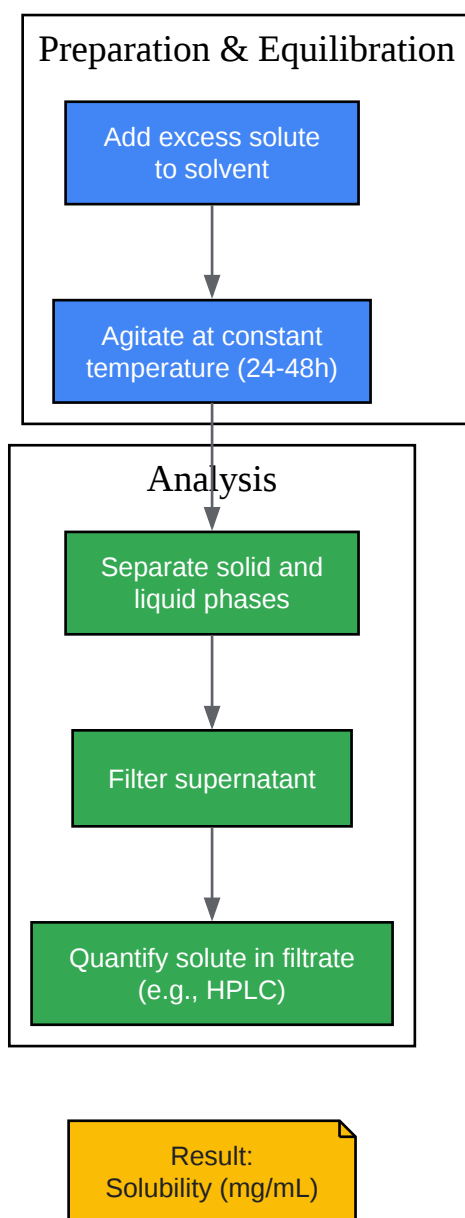 Preparation & Equilibration
Add excess solute
to solvent
Agitate at constant
temperature (24-48h)
Analysis
Separate solid and
liquid phases
Filter supernatant
Quantify solute in filtrate
(e.g., HPLC)
Result:
Solubility (mg/mL)